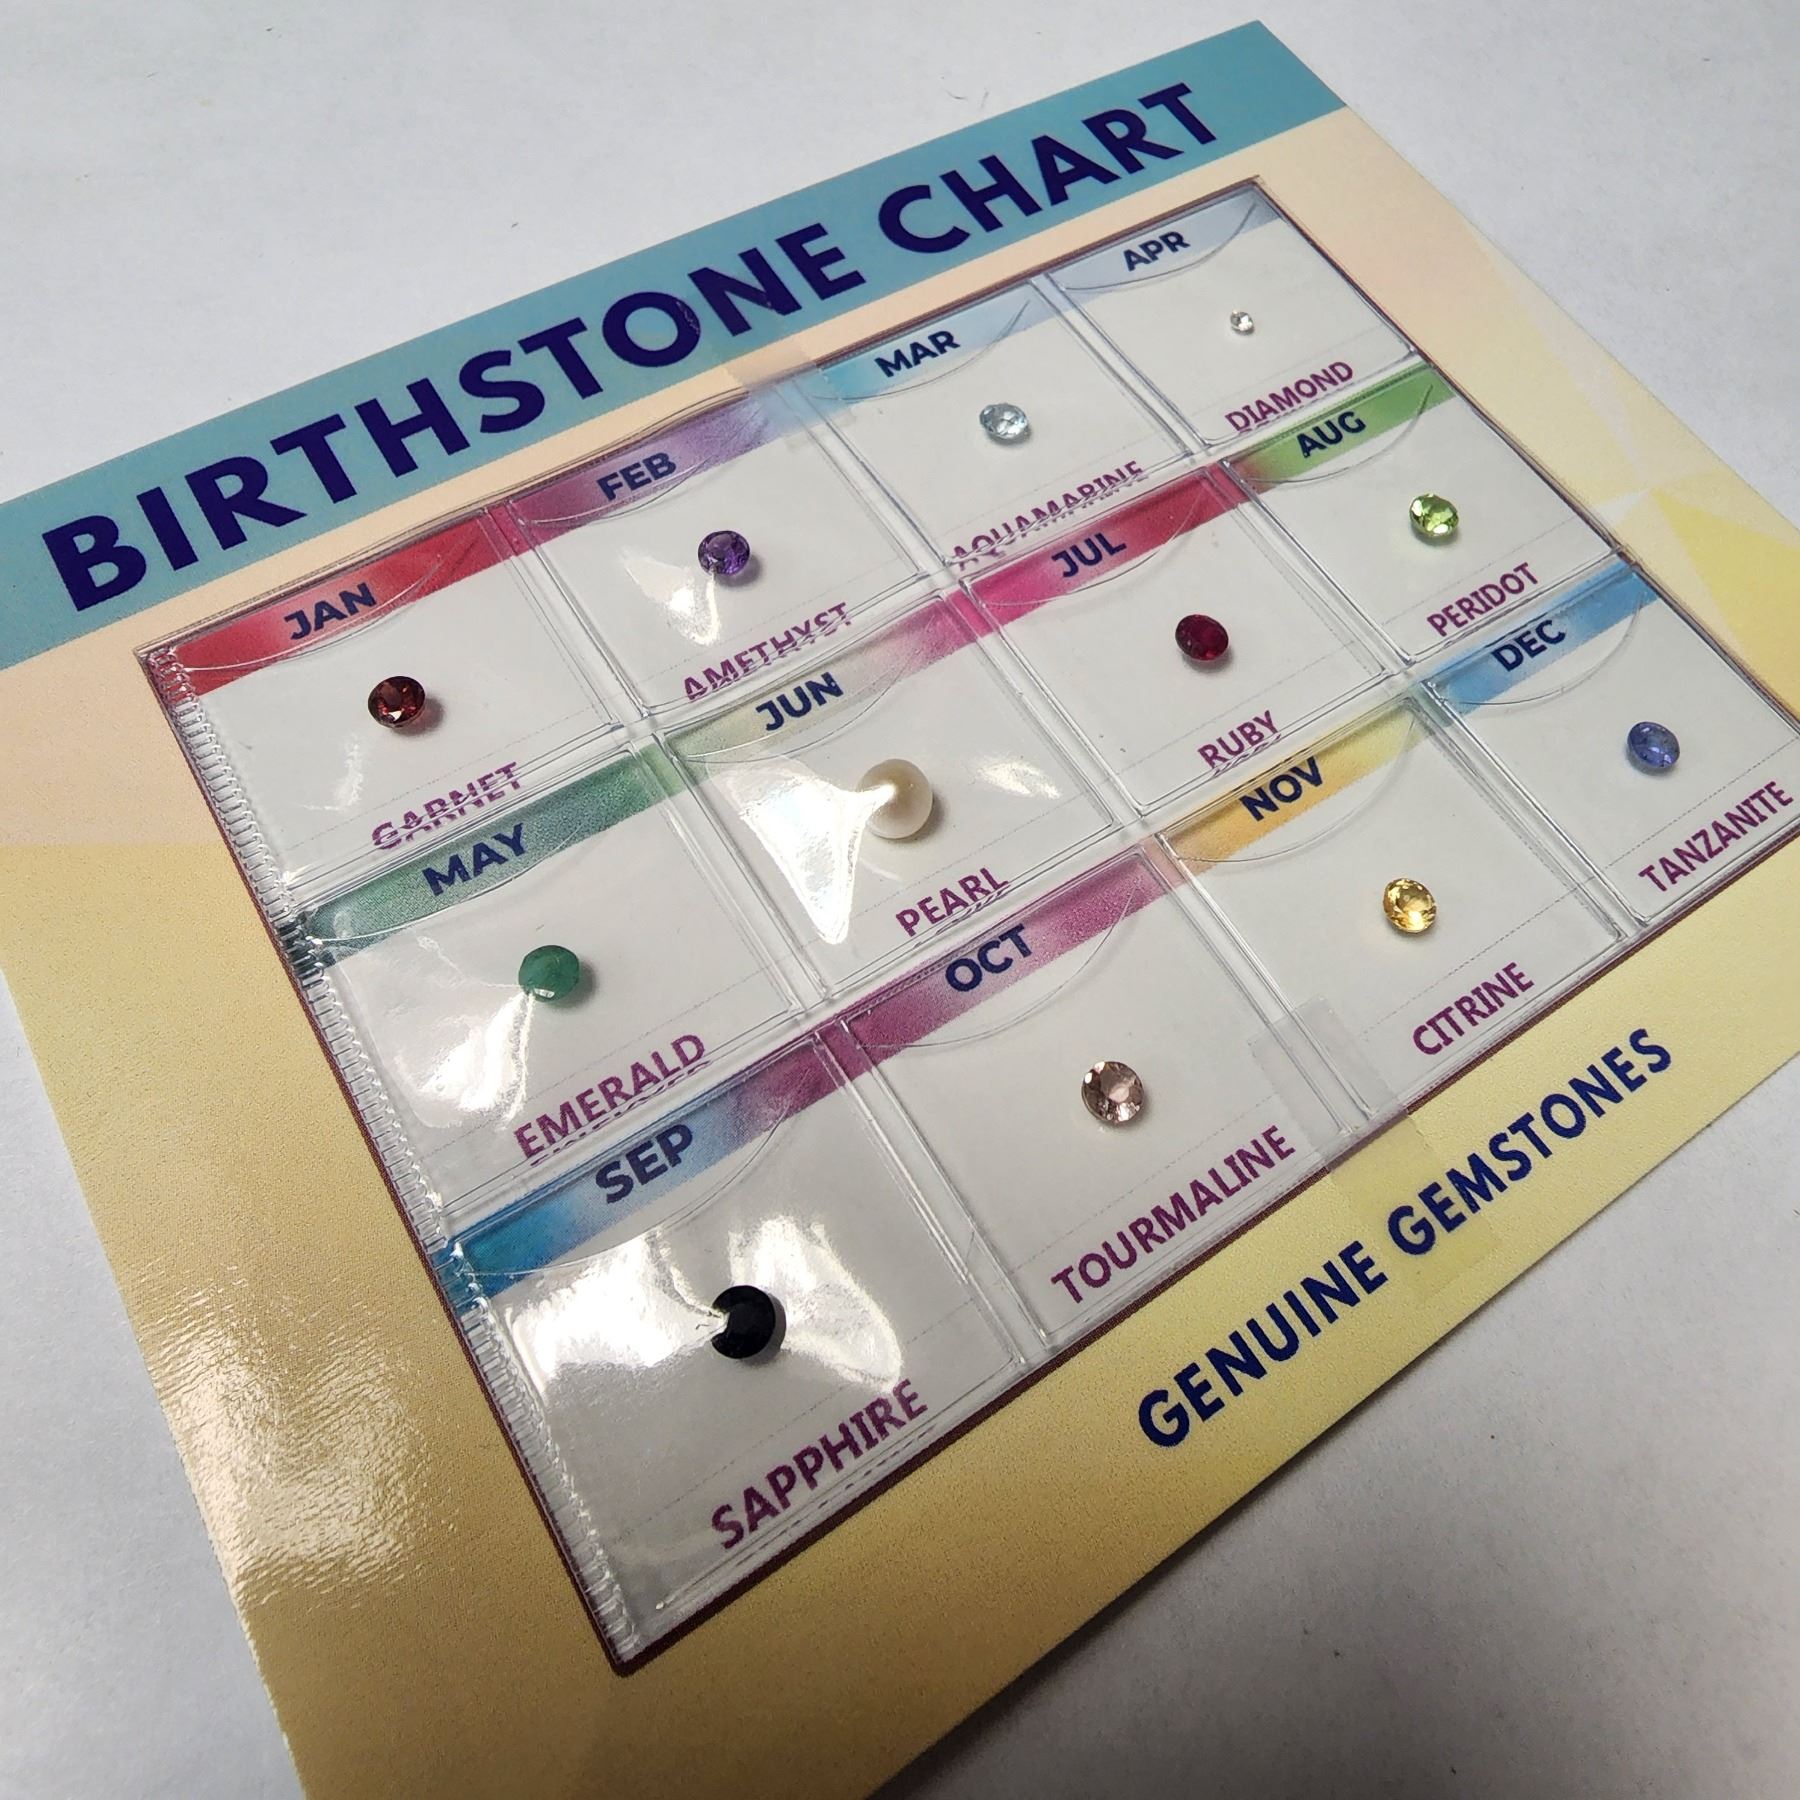 BIRTHSTONE CHART
JAN
FEB
MAR
APR
GARNET
AMETHYST
AQUAMARINE
DIAMOND
MAY
JUN
JUL
AUG
EMERALD
PEARL
RUBY
PERIDOT
SEP
OCT
NOV
DEC
SAPPHIRE
TOURMALINE
CITRINE
TANZANITE
GENUINE GEMSTONES